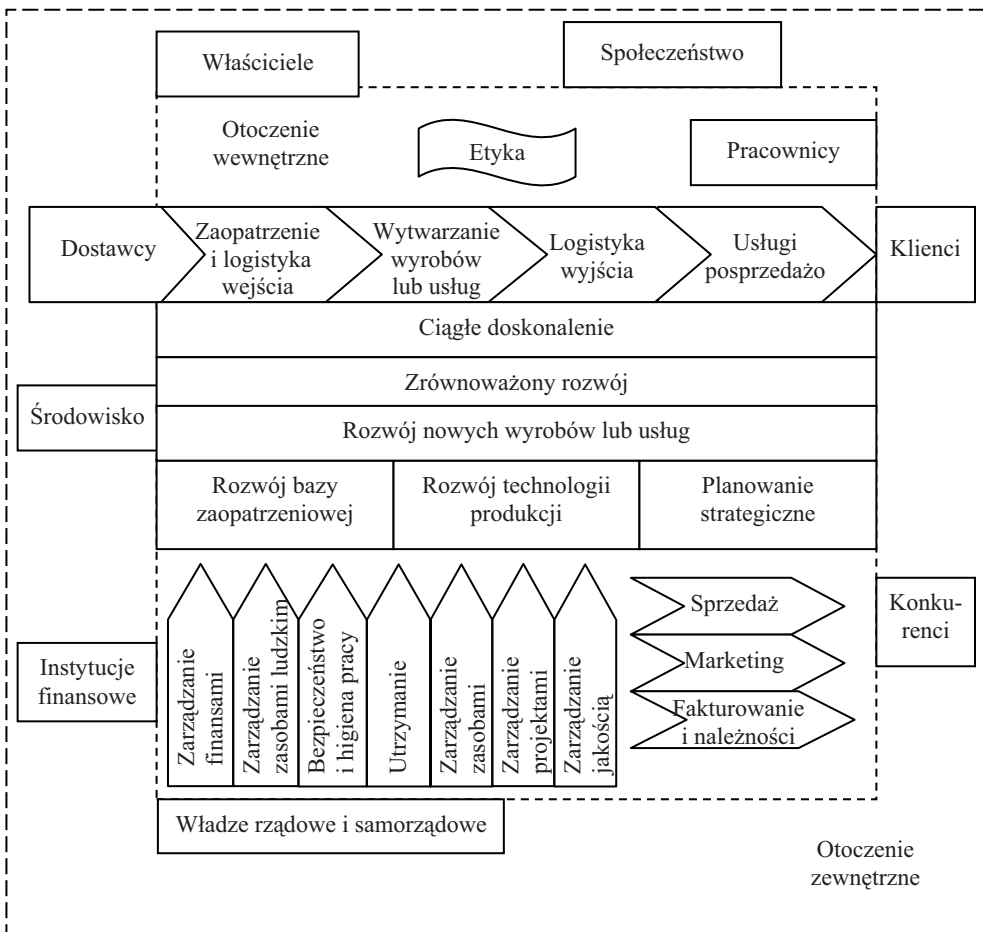 Właściciele
Społeczeństwo
Otoczenie
wewnętrzne
Etyka
Pracownicy
Dostawcy
Zaopatrzenie
i logistyka
wejścia
Wytwarzanie
wyrobów
lub usług
Logistyka
wyjścia
Usługi
posprzedażo
Klienci
Ciągłe doskonalenie
Zrównoważony rozwój
Środowisko
Rozwój nowych wyrobów lub usług
Rozwój bazy
zaopatrzeniowej
Rozwój technologii
produkcji
Planowanie
strategiczne
Instytucje
finansowe
Zarządzanie
finansami
Zarządzanie
zasobami ludzkim
Bezpieczeństwo
i higiena pracy
Utrzymanie
Zarządzanie
zasobami
Zarządzanie
projektami
Zarządzanie
jakością
Sprzedaż
Marketing
Fakturowanie
i należności
Konku-
renci
Władze rządowe i samorządowe
Otoczenie
zewnętrzne